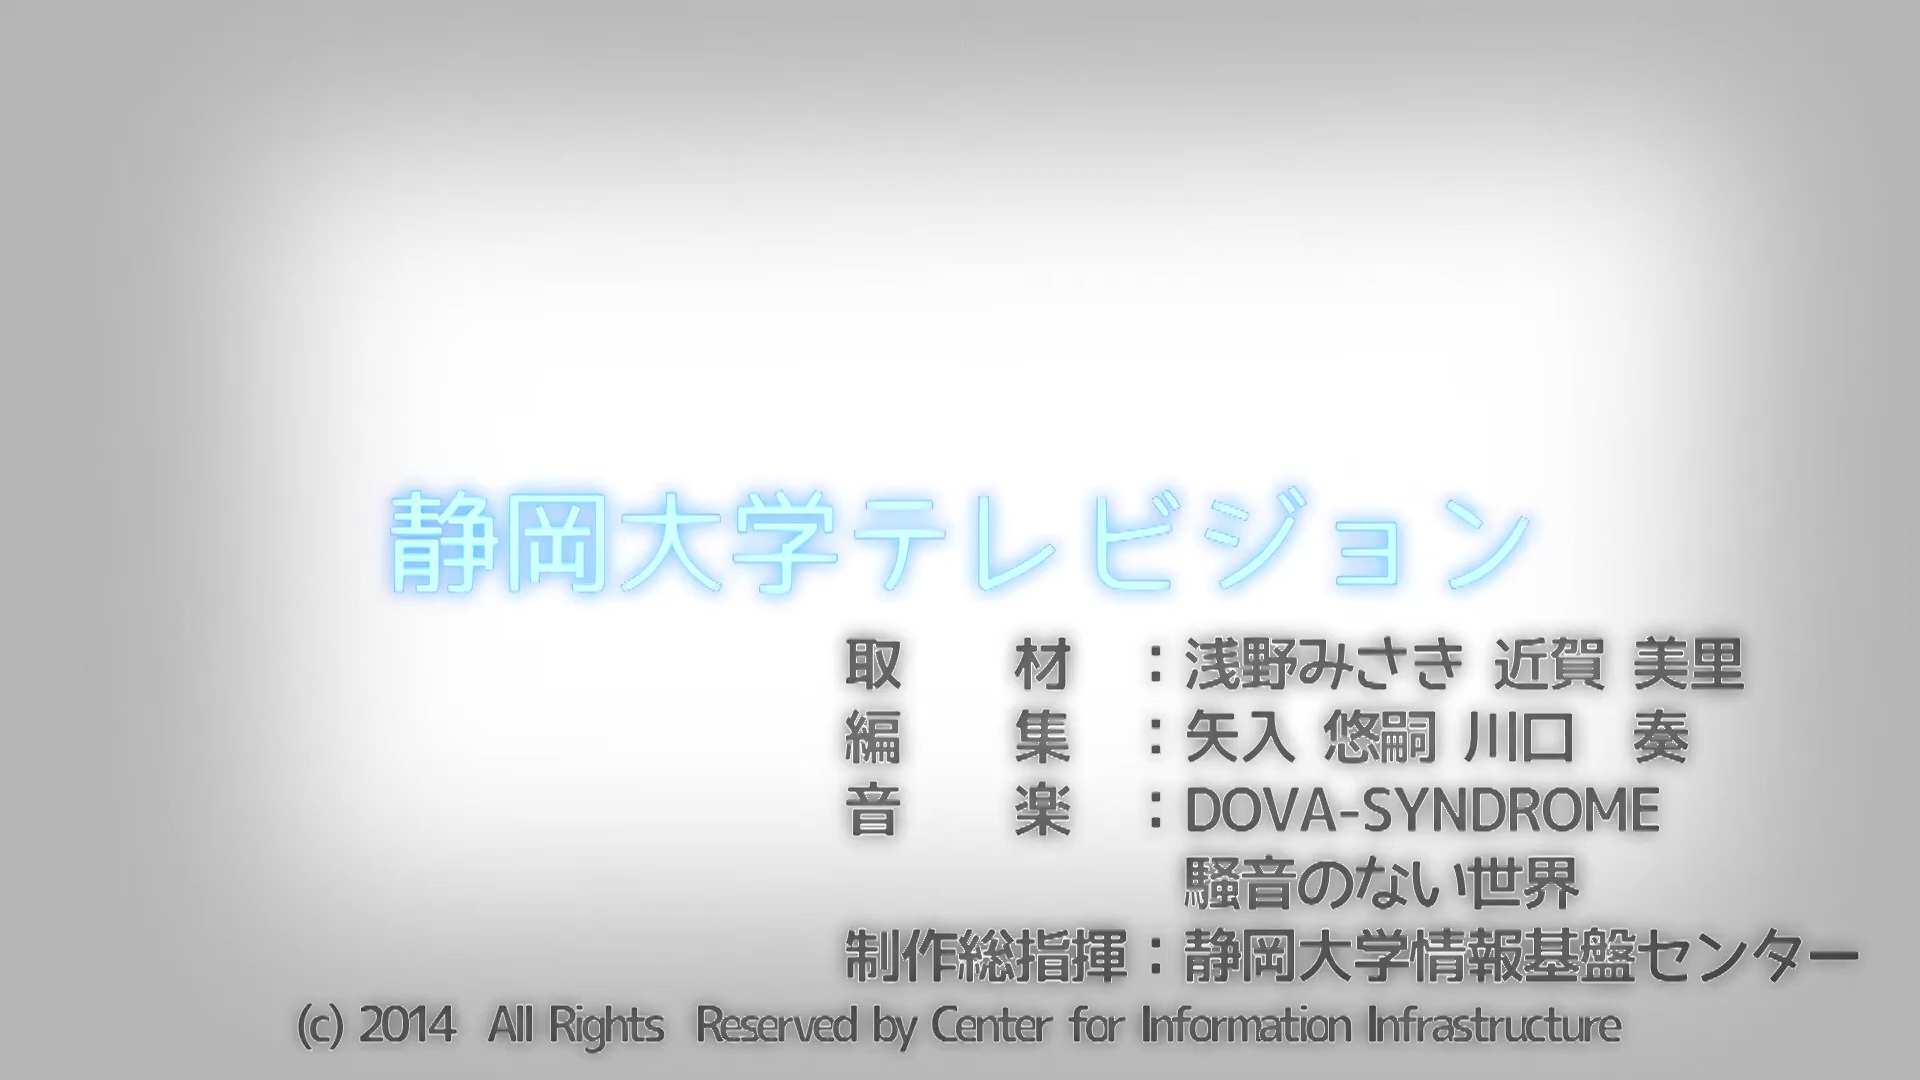 静岡大学テレビジョン
取　　材　：浅野みさき 近賀 美里
編　　集　：矢入 悠嗣 川口　奏
音　　楽　：DOVA-SYNDROME
騒音のない世界
制作総指揮：静岡大学情報基盤センター
(c) 2014 All Rights Reserved by Center for Information Infrastructure